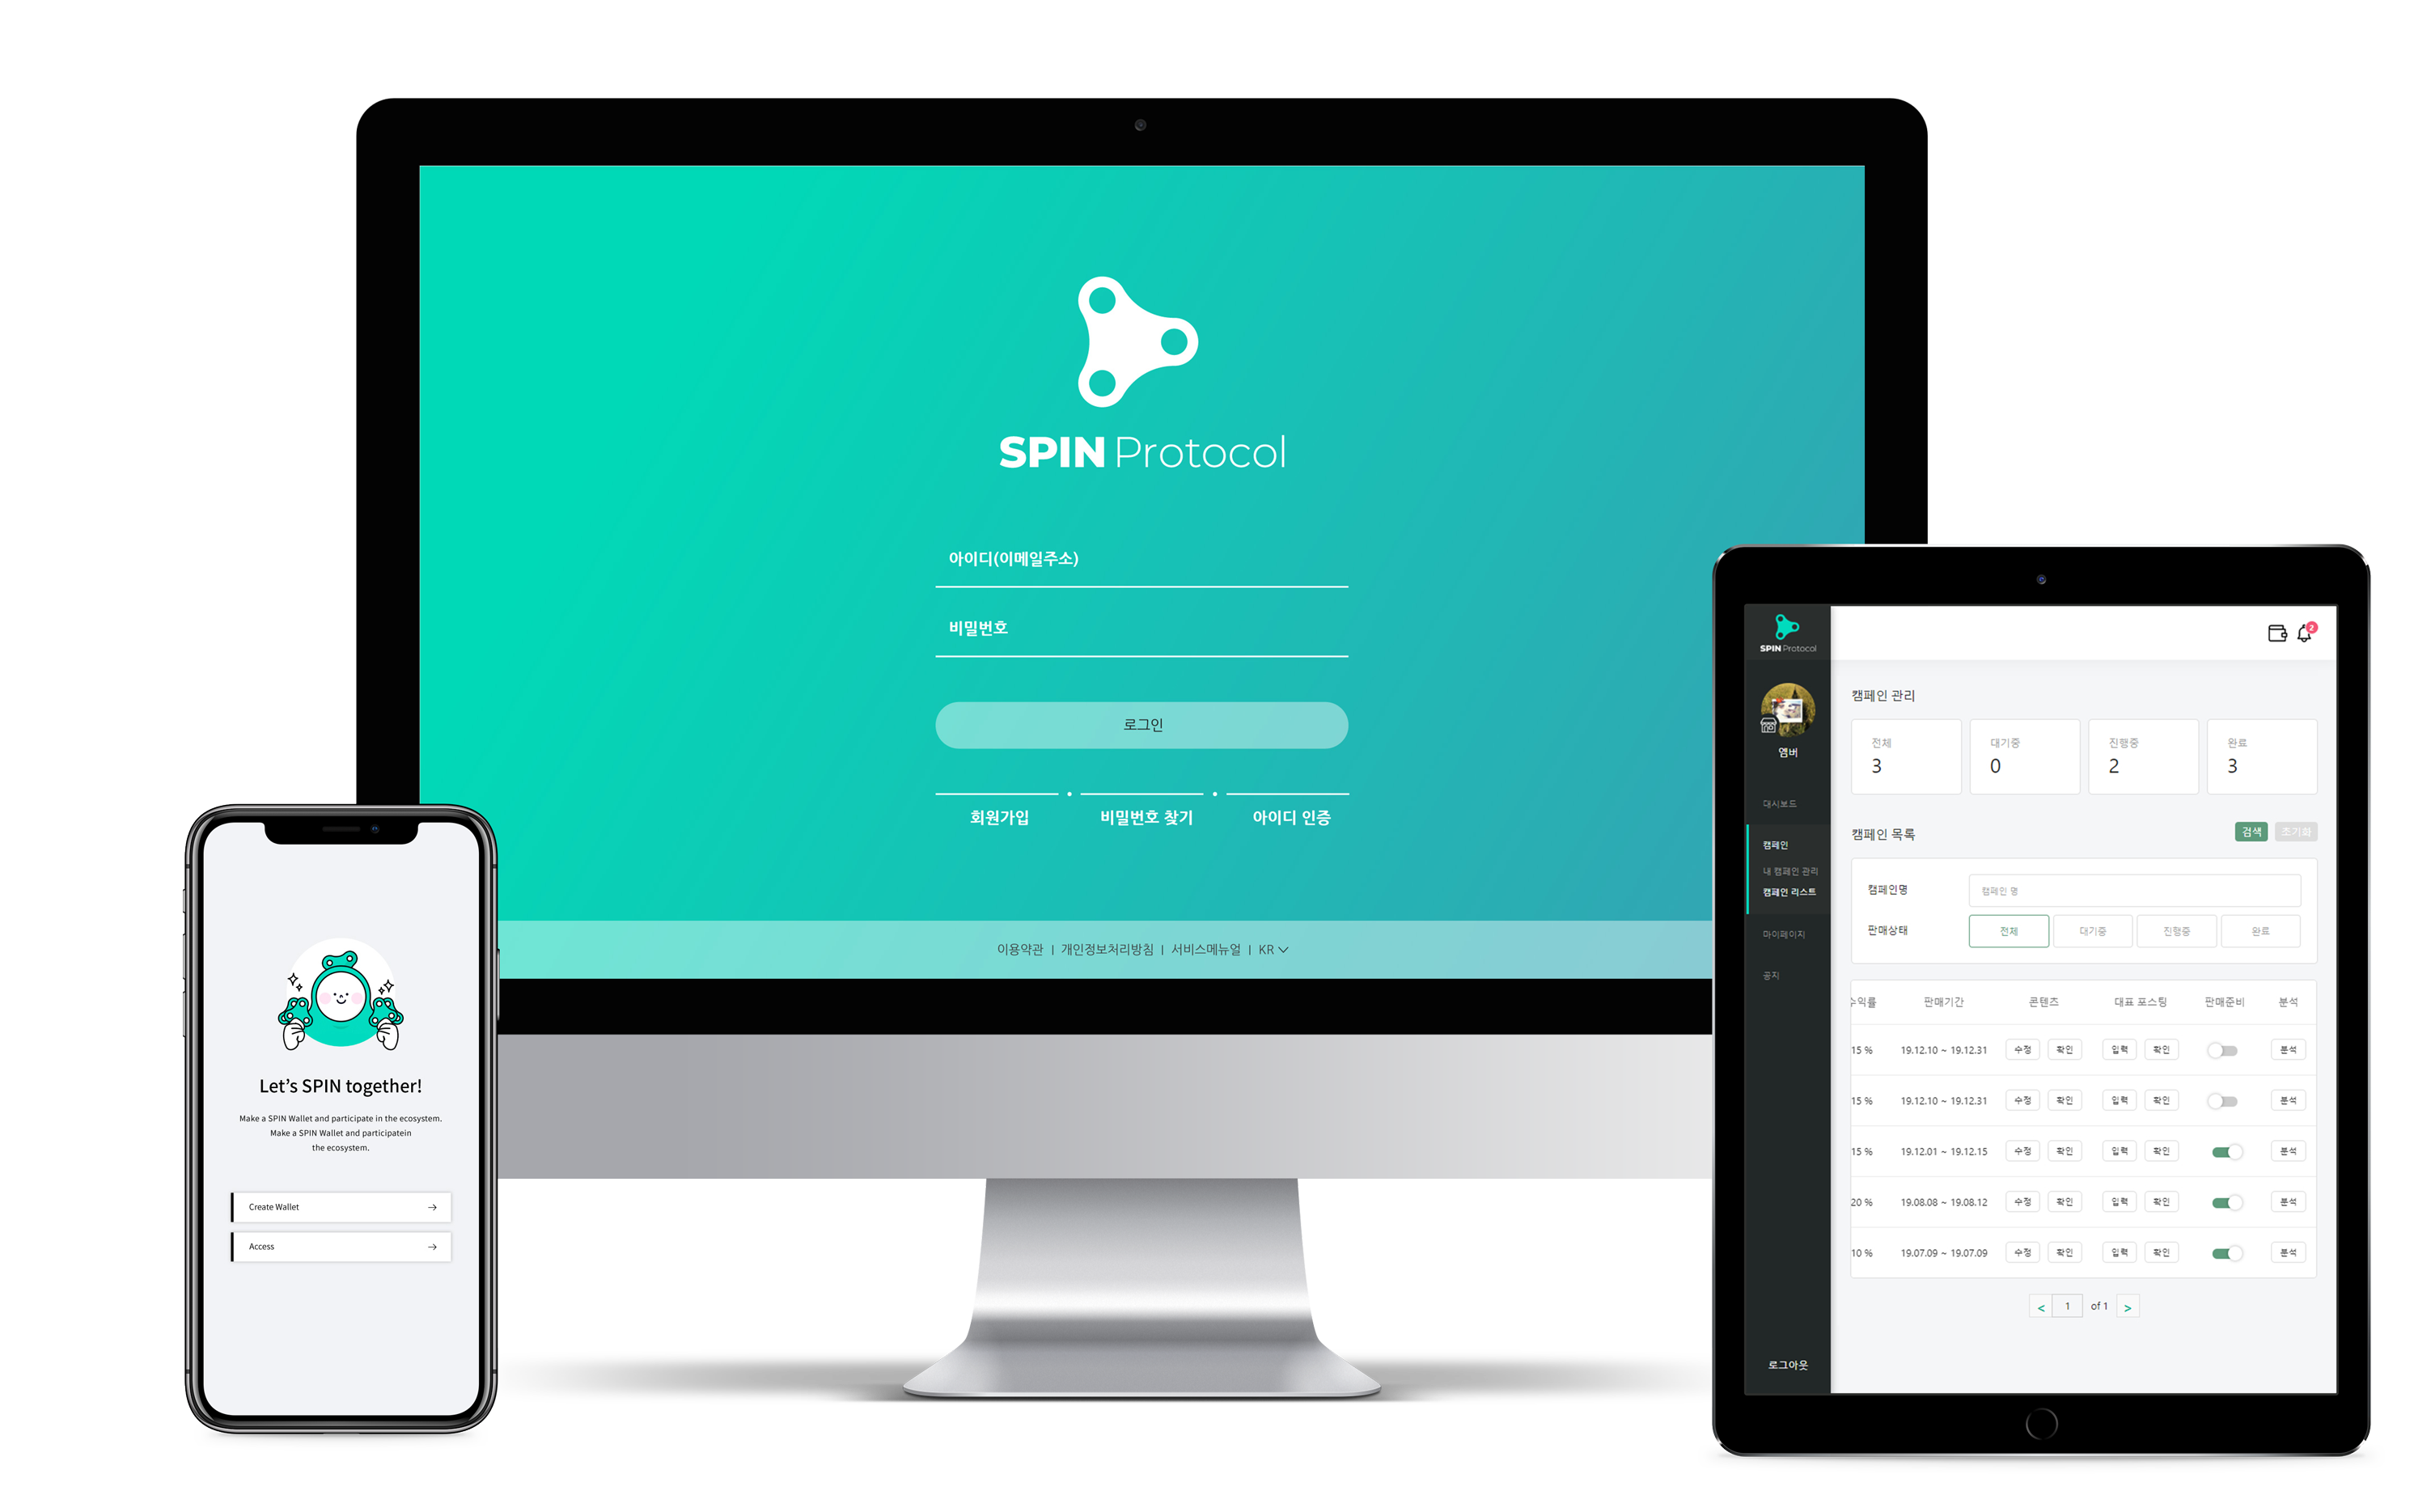 SPIN Protocol
아이디(이메일주소)
비밀번호
로그인
회원가입 비밀번호 찾기 아이디 인증
이용약관 | 개인정보처리방침 | 서비스메뉴얼 | KR
Let's SPIN together!
Make a SPIN Wallet and participate in the ecosystem.
Make a SPIN Wallet and participatein
the ecosystem.
Create Wallet
Access
SPIN Protocol
앰버
대시보드
캠페인
내 캠페인 관리
캠페인 리스트
마이페이지
공지
로그아웃
2
캠페인 관리
전체 대기중 진행중 완료
3 0 2 3
캠페인 목록 검색 초기화
캠페인명 캠페인 명
판매상태 전체 대기중 진행중 완료
수익률 판매기간 콘텐츠 대표 포스팅 판매준비 분석
15 % 19.12.10 ~ 19.12.31 수정 확인 입력 확인 분석
15 % 19.12.10 ~ 19.12.31 수정 확인 입력 확인 분석
15 % 19.12.01 ~ 19.12.15 수정 확인 입력 확인 분석
20 % 19.08.08 ~ 19.08.12 수정 확인 입력 확인 분석
10 % 19.07.09 ~ 19.07.09 수정 확인 입력 확인 분석
< 1 of 1 >